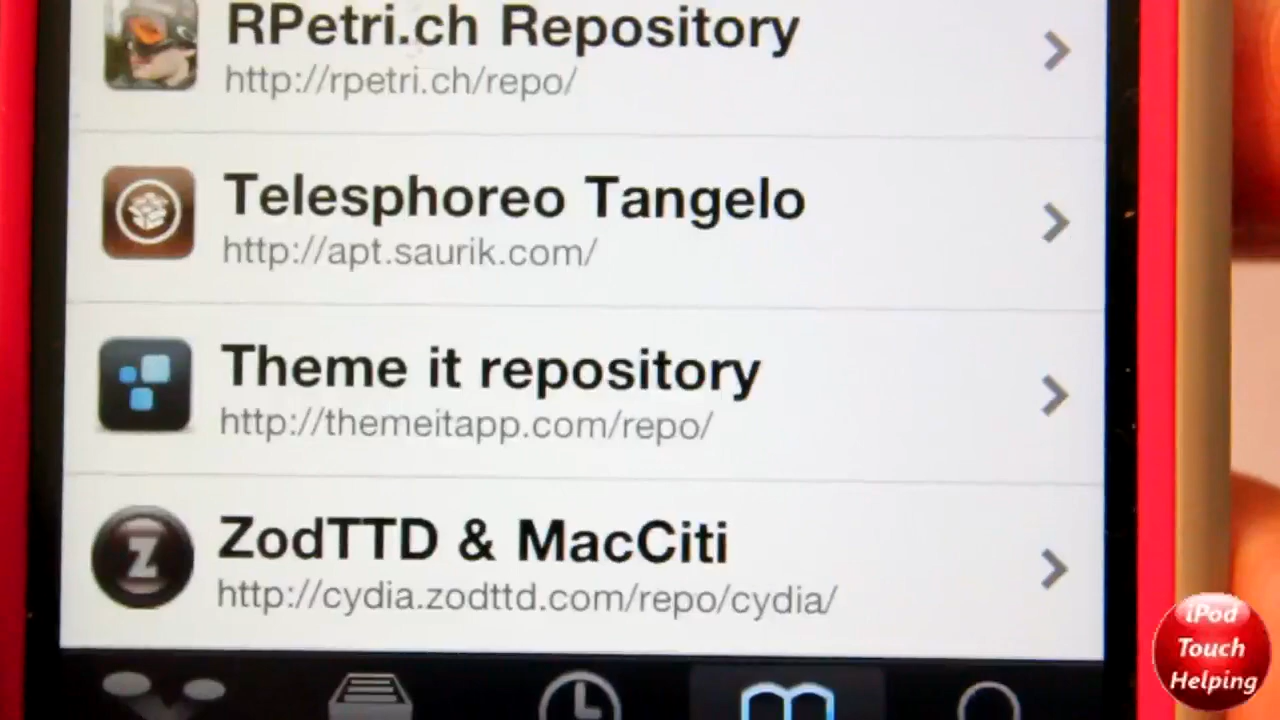 RPetri.ch Repository
http://rpetri.ch/repo/
Telesphoreo Tangelo
http://apt.saurik.com/
Theme it repository
http://themeitapp.com/repo/
Z
ZodTTD & MacCiti
http://cydia.zodttd.com/repo/cydia/
iPod
Touch
Helping